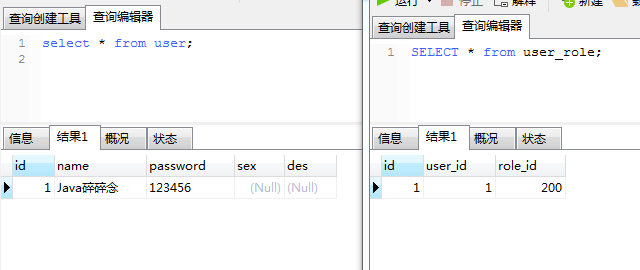 运行 停止 解释 新建
查询创建工具 查询编辑器
1 select * from user;
2
信息 结果1 概况 状态
id name password sex des
1 Java碎碎念 123456 (Null) (Null)
查询创建工具 查询编辑器
1 SELECT * from user_role;
信息 结果1 概况 状态
id user_id role_id
1 1 200